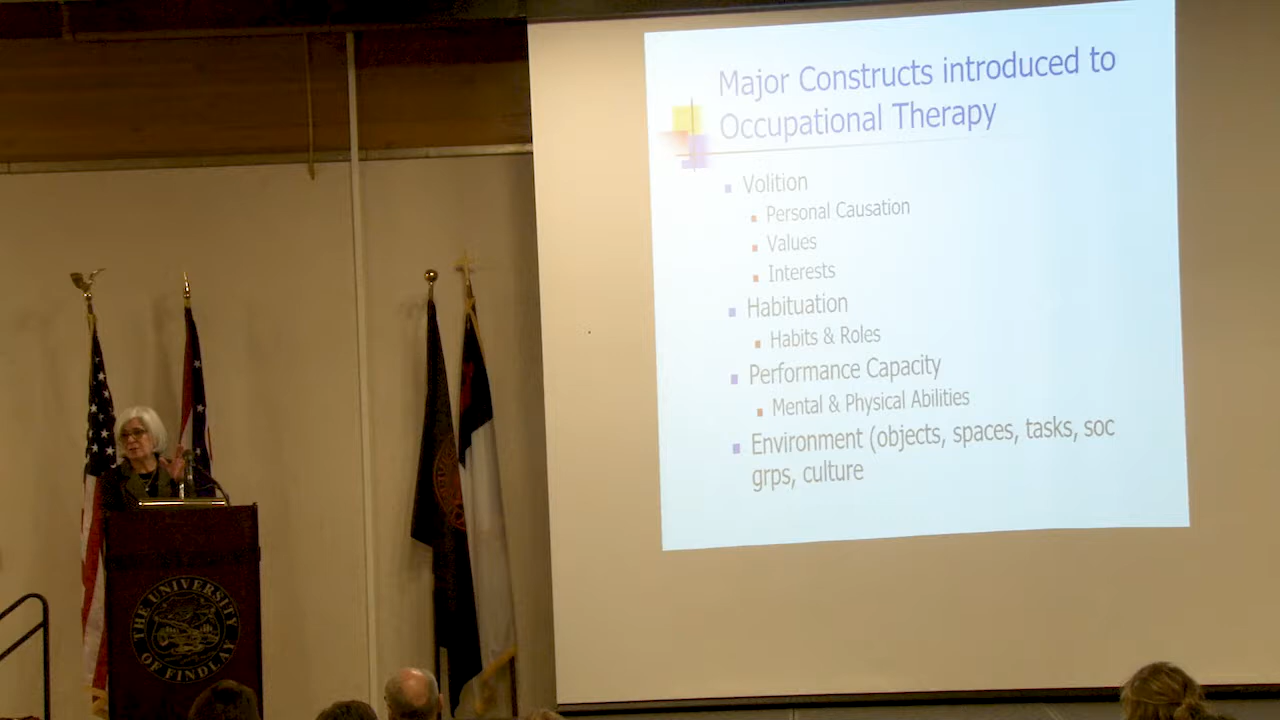 Major Constructs introduced to
Occupational Therapy
Volition
Personal Causation
Values
Interests
Habituation
Habits & Roles
Performance Capacity
Mental & Physical Abilities
Environment (objects, spaces, tasks, soc
grps, culture
THE UNIVERSITY
OF FINDLAY